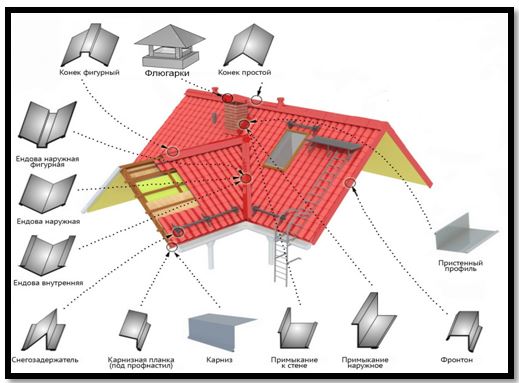 Конек фигурный
Флюгарки
Конек простой
Ендова наружная
фигурная
Ендова наружная
Ендова внутренняя
Пристенный
профиль
Снегозадержатель
Карнизная планка
(под профнастил)
Карниз
Примыкание
к стене
Примыкание
наружное
Фронтон